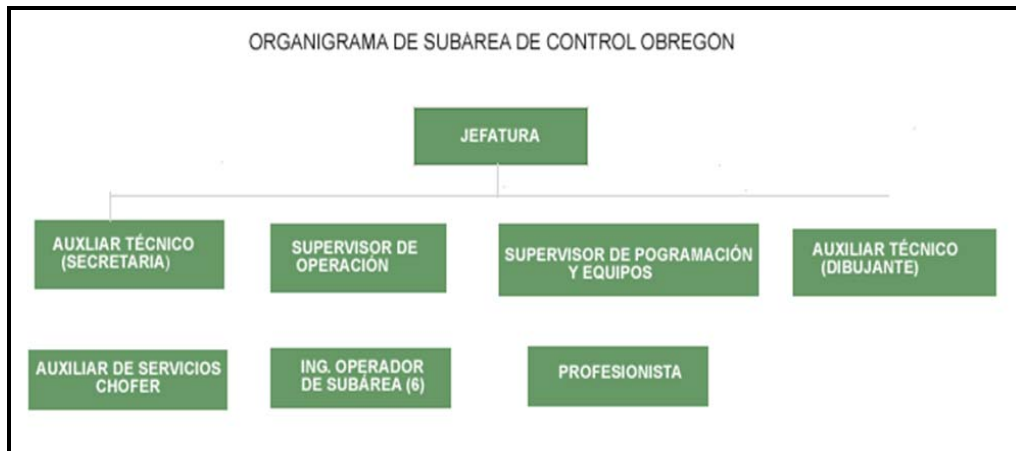 ORGANIGRAMA DE SUBÁREA DE CONTROL OBREGON
JEFATURA
AUXLIAR TÉCNICO
(SECRETARIA)
SUPERVISOR DE
OPERACIÓN
SUPERVISOR DE POGRAMACIÓN
Y EQUIPOS
AUXILIAR TÉCNICO
(DIBUJANTE)
AUXILIAR DE SERVICIOS
CHOFER
ING. OPERADOR
DE SUBÁREA (6)
PROFESIONISTA